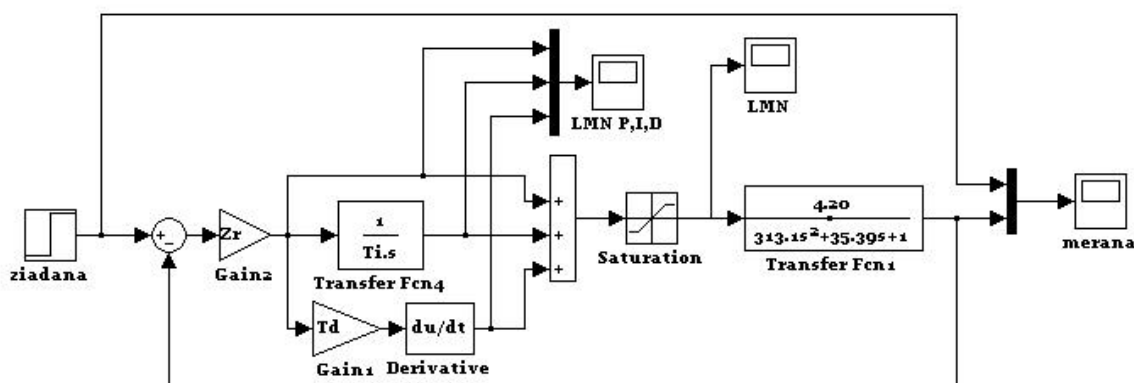 LMN P,I,D
LMN
ziadana
+
-
Zr
Gain2
1
Ti.s
Transfer Fcn4
Td
Gain1
du/dt
Derivative
+
+
+
Saturation
4.20
313.1s²+35.39s+1
Transfer Fcn1
merana